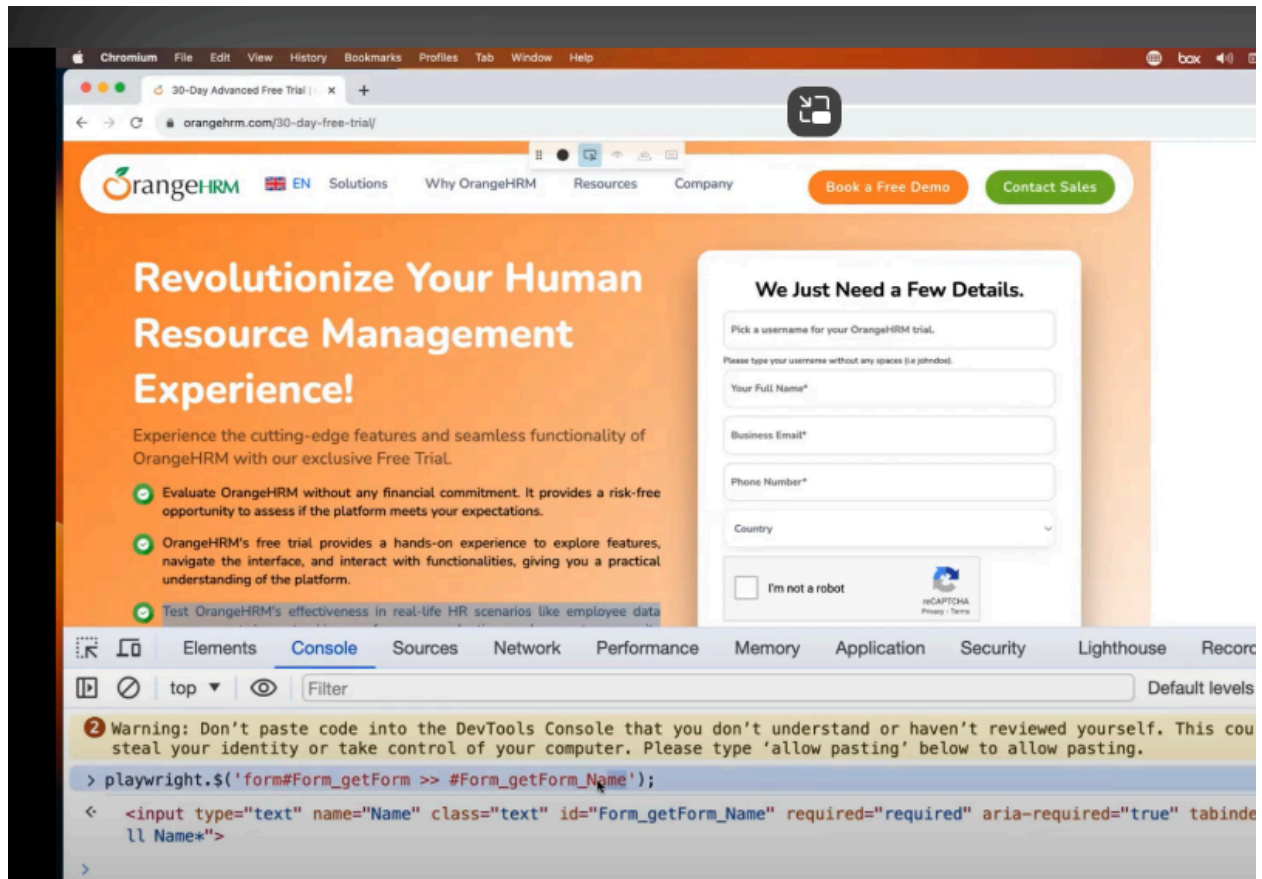 Chromium File Edit View History Bookmarks Profiles Tab Window Help box
30-Day Advanced Free Trial |
orangehrm.com/30-day-free-trial/
OrangeHRM EN Solutions Why OrangeHRM Resources Company Book a Free Demo Contact Sales
Revolutionize Your Human
Resource Management
Experience!
Experience the cutting-edge features and seamless functionality of
OrangeHRM with our exclusive Free Trial.
Evaluate OrangeHRM without any financial commitment. It provides a risk-free
opportunity to assess if the platform meets your expectations.
OrangeHRM's free trial provides a hands-on experience to explore features,
navigate the interface, and interact with functionalities, giving you a practical
understanding of the platform.
Test OrangeHRM's effectiveness in real-life HR scenarios like employee data
We Just Need a Few Details.
Pick a username for your OrangeHRM trial.
Please type your username without any spaces (i.e johndoe).
Your Full Name*
Business Email*
Phone Number*
Country
I'm not a robot
reCAPTCHA
Privacy - Terms
Elements Console Sources Network Performance Memory Application Security Lighthouse Recor
top ▼ Filter Default levels
2 Warning: Don't paste code into the DevTools Console that you don't understand or haven't reviewed yourself. This cou
steal your identity or take control of your computer. Please type 'allow pasting' below to allow pasting.
> playwright.$('form#Form_getForm >> #Form_getForm_Name');
<input type="text" name="Name" class="text" id="Form_getForm_Name" required="required" aria-required="true" tabinde
ll Name*">
>